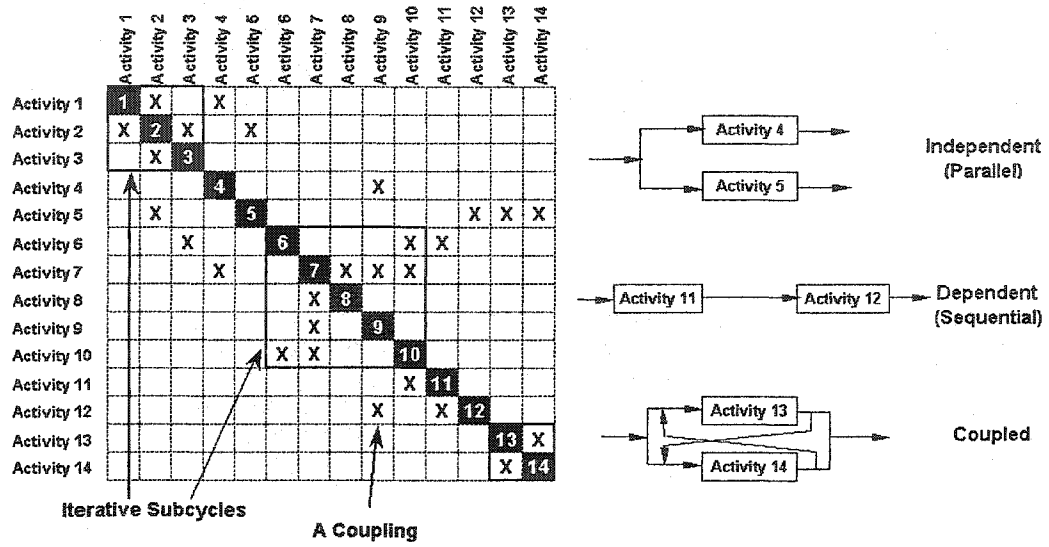 Activity 1 Activity 2 Activity 3 Activity 4 Activity 5 Activity 6 Activity 7 Activity 8 Activity 9 Activity 10 Activity 11 Activity 12 Activity 13 Activity 14
Activity 1 1 X X
Activity 2 X 2 X X
Activity 3 X 3
Activity 4 4 X
Activity 5 X 5 X X X
Activity 6 X 6 X X
Activity 7 X 7 X X X
Activity 8 X 8
Activity 9 X 9
Activity 10 X X 10
Activity 11 X 11
Activity 12 X X 12
Activity 13 13 X
Activity 14 X 14
Iterative Subcycles
A Coupling
Activity 4
Activity 5
Independent
(Parallel)
Activity 11 Activity 12 Dependent
(Sequential)
Activity 13
Activity 14
Coupled